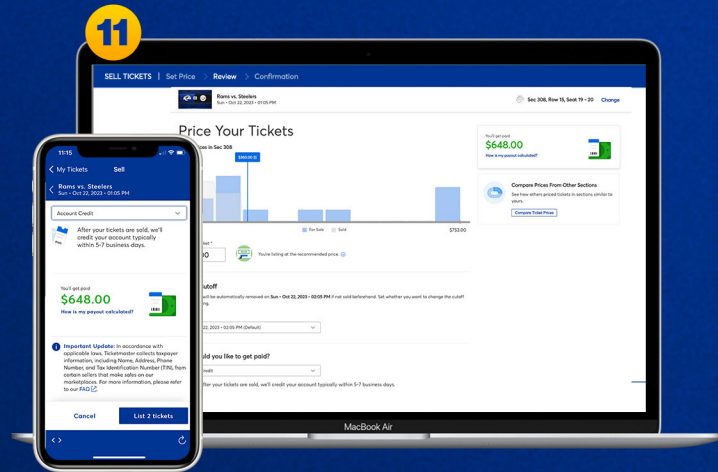 11
SELL TICKETS | Set Price > Review > Confirmation
Rams vs. Steelers
Sun • Oct 22, 2023 • 01:05 PM
Sec 308, Row 15, Seat 19 - 20 Change
Price Your Tickets
in Sec 308
For Sale Sold
$753.00
You're listing at the recommended price.
will be automatically removed on Sun • Oct 22, 2023 • 02:05 PM if not sold beforehand. Set whether you want to change the cutoff
22, 2023 • 02:05 PM (Default)
you like to get paid?
After your tickets are sold, we'll credit your account typically within 5-7 business days.
You'll get paid
$648.00
How is my payout calculated?
Compare Prices From Other Sections
See how others priced tickets in sections similar to
yours.
Compare Ticket Prices
MacBook Air
11:15
< My Tickets Sell
< Rams vs. Steelers
Sun • Oct 22, 2023 • 01:05 PM
Account Credit
After your tickets are sold, we'll
credit your account typically
within 5-7 business days.
You'll get paid
$648.00
How is my payout calculated?
Important Update: In accordance with
applicable laws, Ticketmaster collects taxpayer
information, including Name, Address, Phone
Number, and Tax Identification Number (TIN), from
certain sellers that make sales on our
marketplaces. For more information, please refer
to our FAQ
Cancel List 2 tickets